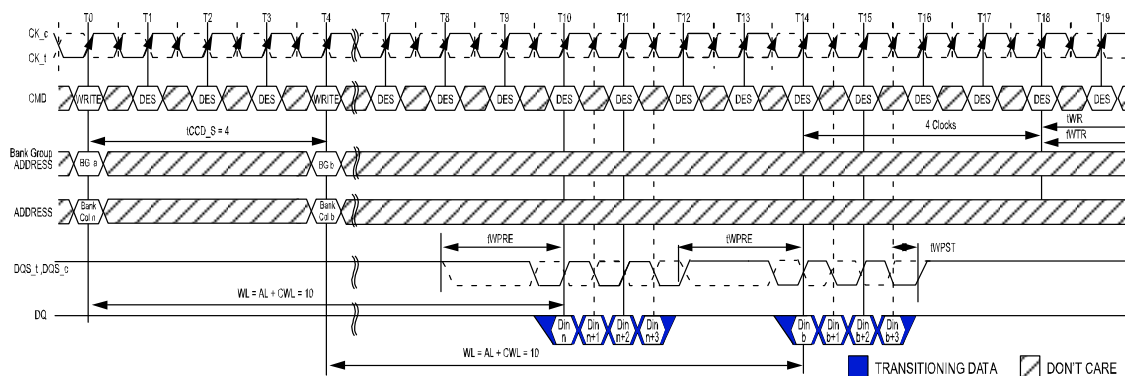 T0 T1 T2 T3 T4 T7 T8 T9 T10 T11 T12 T13 T14 T15 T16 T17 T18 T19
CK_c
CK_t
CMD WRITE DES DES DES WRITE DES DES DES DES DES DES DES DES DES DES DES DES DES
tCCD_S = 4 4 Clocks tWR
tWTR
Bank Group
ADDRESS BG a BG b
ADDRESS Bank Col n Bank Col b
tWPRE tWPRE tWPST
DQS_t ,DQS_c
WL = AL + CWL = 10
DQ Din n Din n+1 Din n+2 Din n+3 Din b Din b+1 Din b+2 Din b+3
WL = AL + CWL = 10
TRANSITIONING DATA DON'T CARE